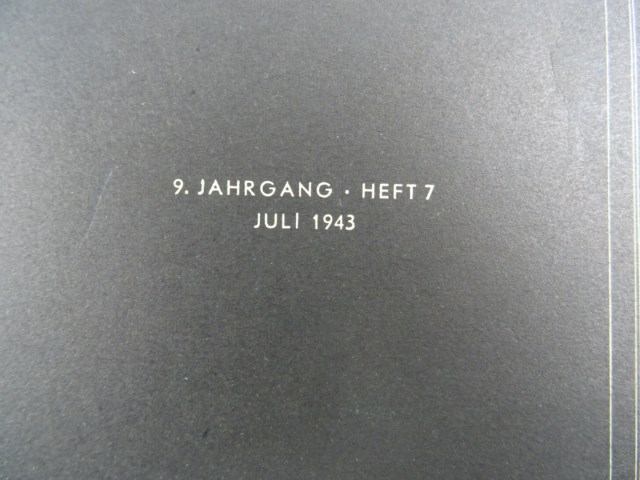 9. JAHRGANG · HEFT 7
JULI 1943